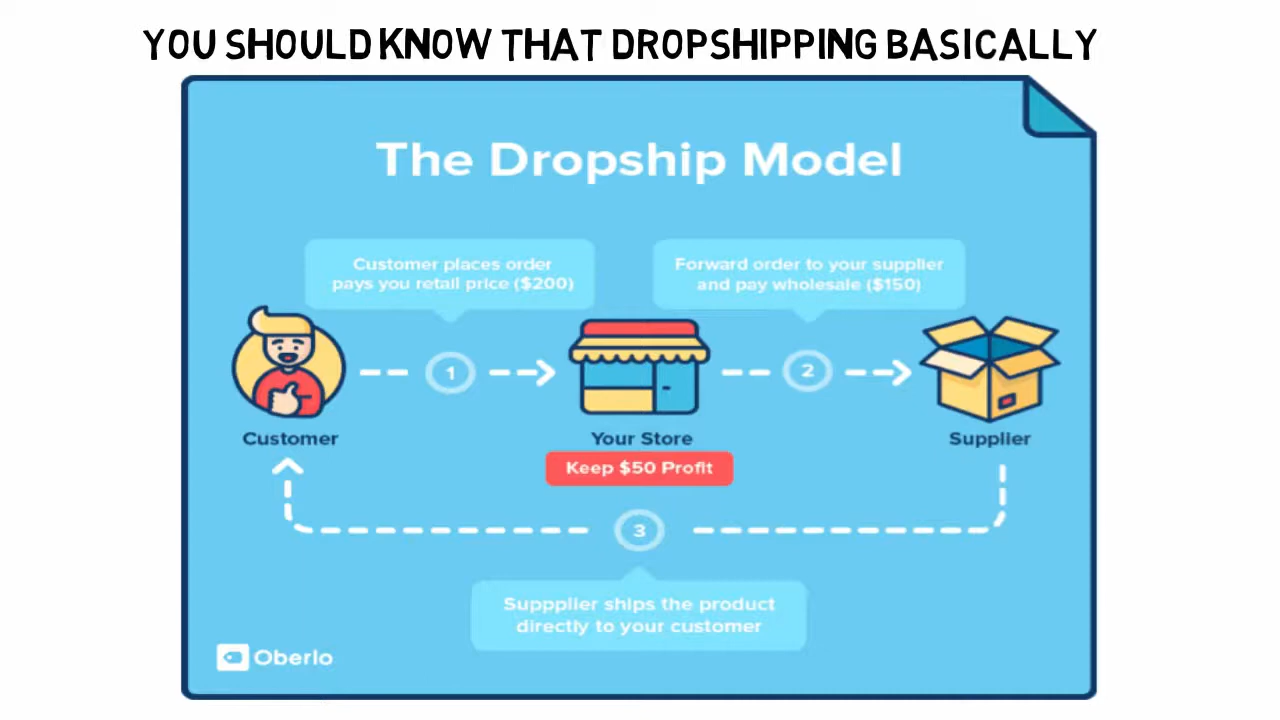 YOU SHOULD KNOW THAT DROPSHIPPING BASICALLY
The Dropship Model
Customer places order
pays you retail price ($200)
Forward order to your supplier
and pay wholesale ($150)
1
2
Customer
Your Store
Supplier
Keep $50 Profit
3
Suppplier ships the product
directly to your customer
Oberlo